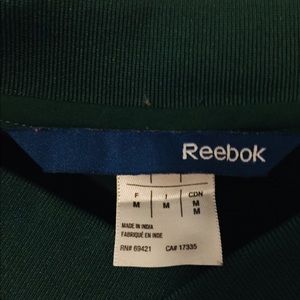 Reebok
F I CDN
M M M
M
MADE IN INDIA
FABRIQUÉ EN INDE
RN# 69421 CA# 17335